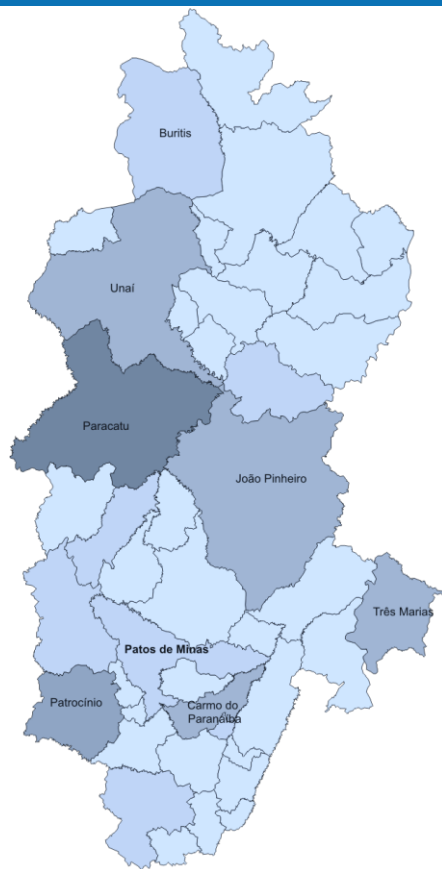 Buritis
Unaí
Paracatu
João Pinheiro
Três Marias
Patos de Minas
Patrocínio
Carmo do
Paranaíba